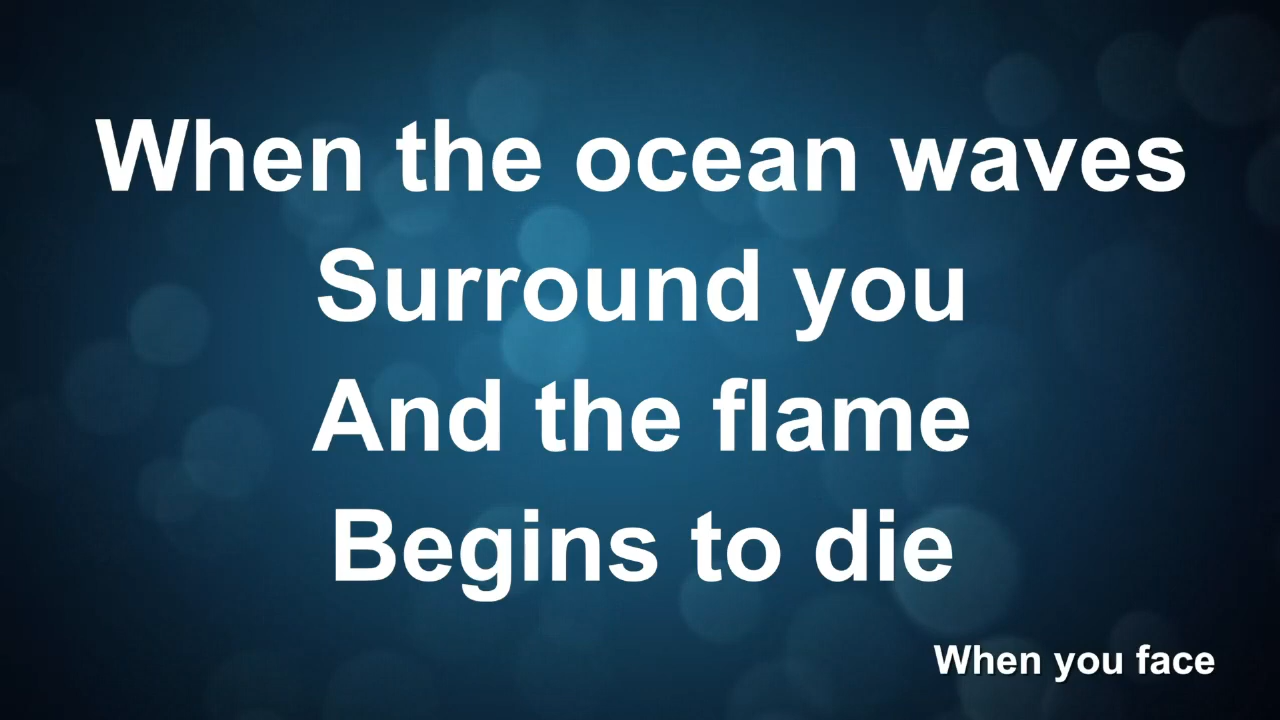 When the ocean waves
Surround you
And the flame
Begins to die
When you face